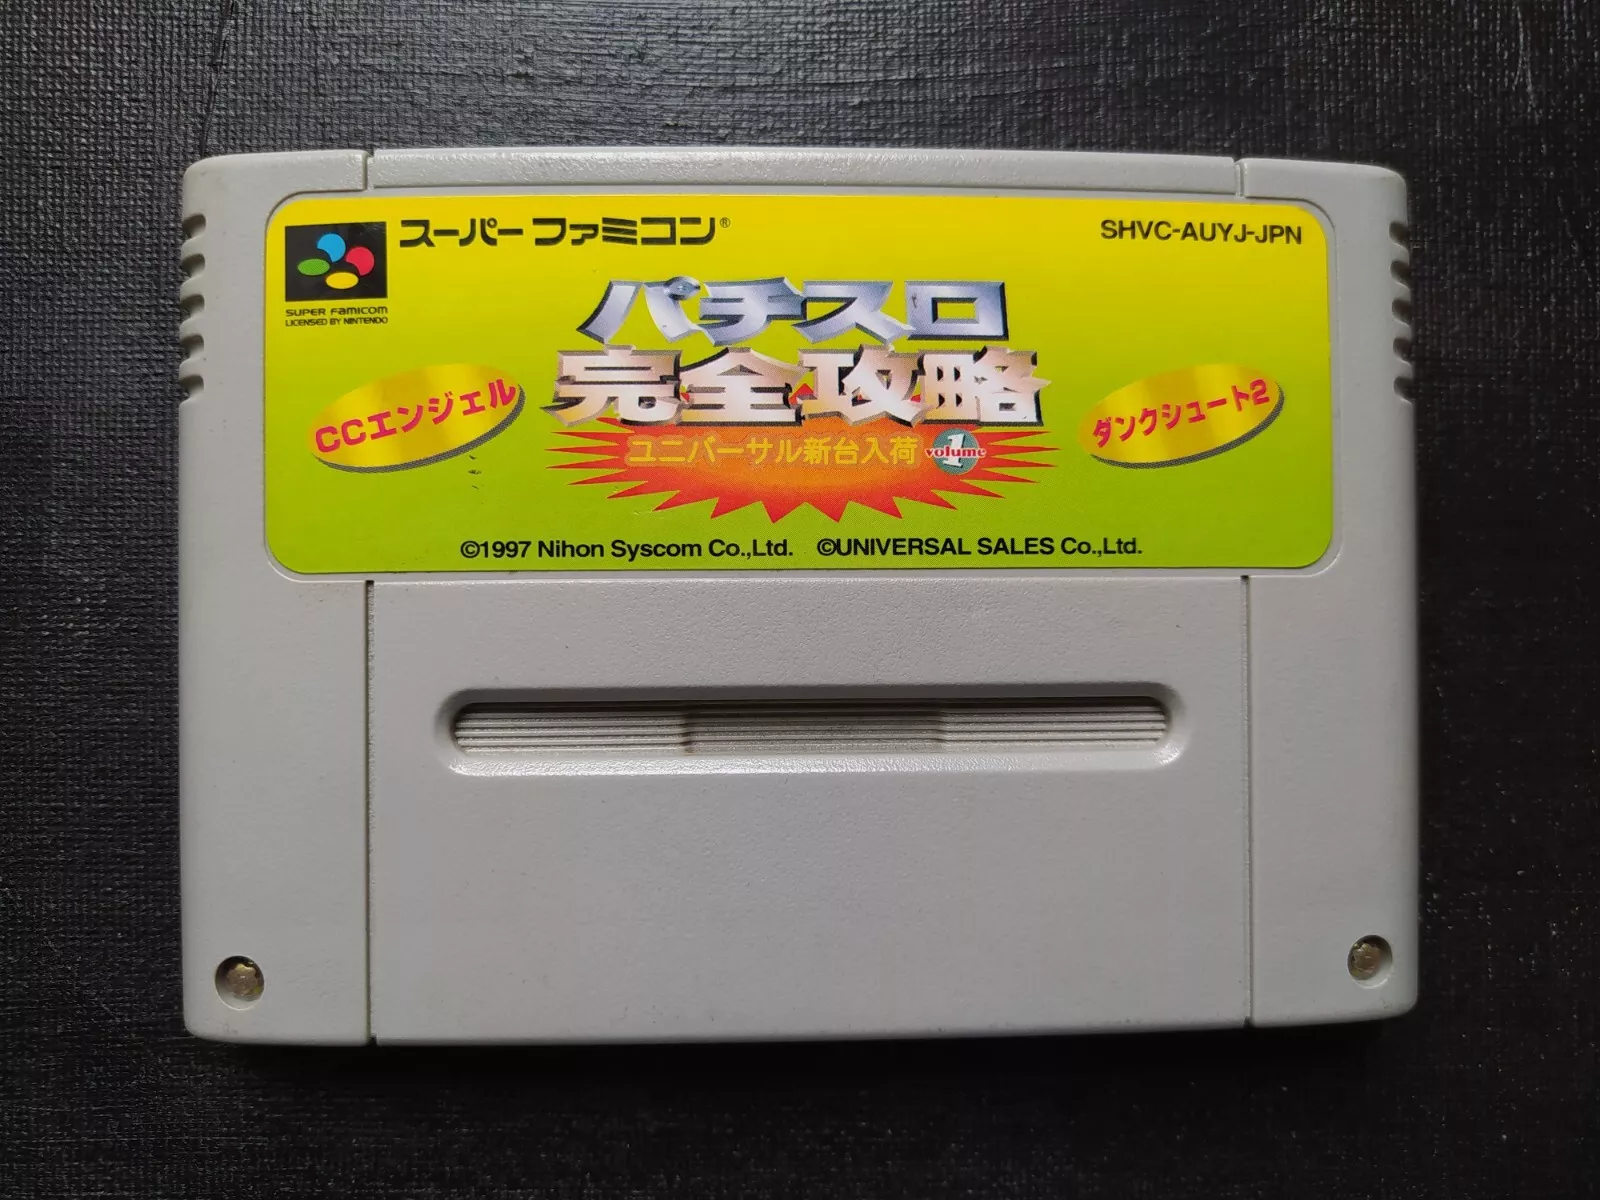 スーパーファミコン®
SHVC-AUYJ-JPN
SUPER FAMICOM
LICENSED BY NINTENDO
パチスロ
完全攻略
CCエンジェル
ユニバーサル新台入荷 volume 1
ダンクシュート2
©1997 Nihon Syscom Co.,Ltd. ©UNIVERSAL SALES Co.,Ltd.